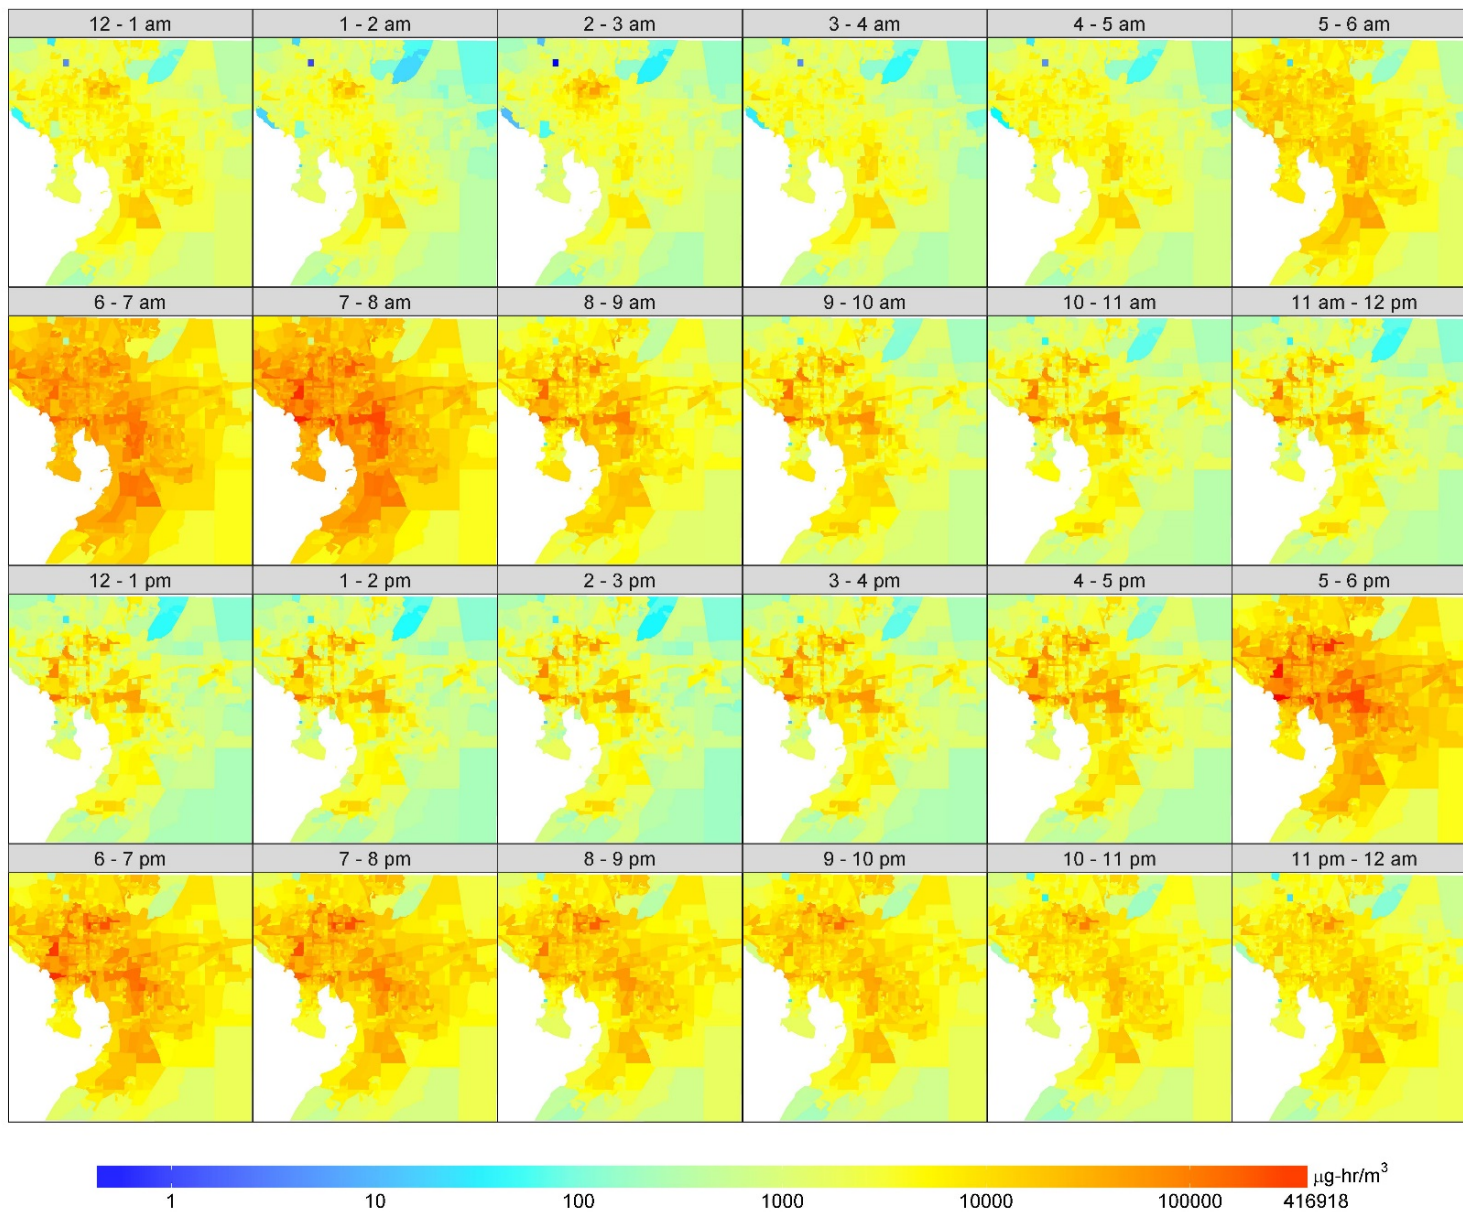 12 - 1 am 1 - 2 am 2 - 3 am 3 - 4 am 4 - 5 am 5 - 6 am
6 - 7 am 7 - 8 am 8 - 9 am 9 - 10 am 10 - 11 am 11 am - 12 pm
12 - 1 pm 1 - 2 pm 2 - 3 pm 3 - 4 pm 4 - 5 pm 5 - 6 pm
6 - 7 pm 7 - 8 pm 8 - 9 pm 9 - 10 pm 10 - 11 pm 11 pm - 12 am
μg-hr/m³
1 10 100 1000 10000 100000 416918